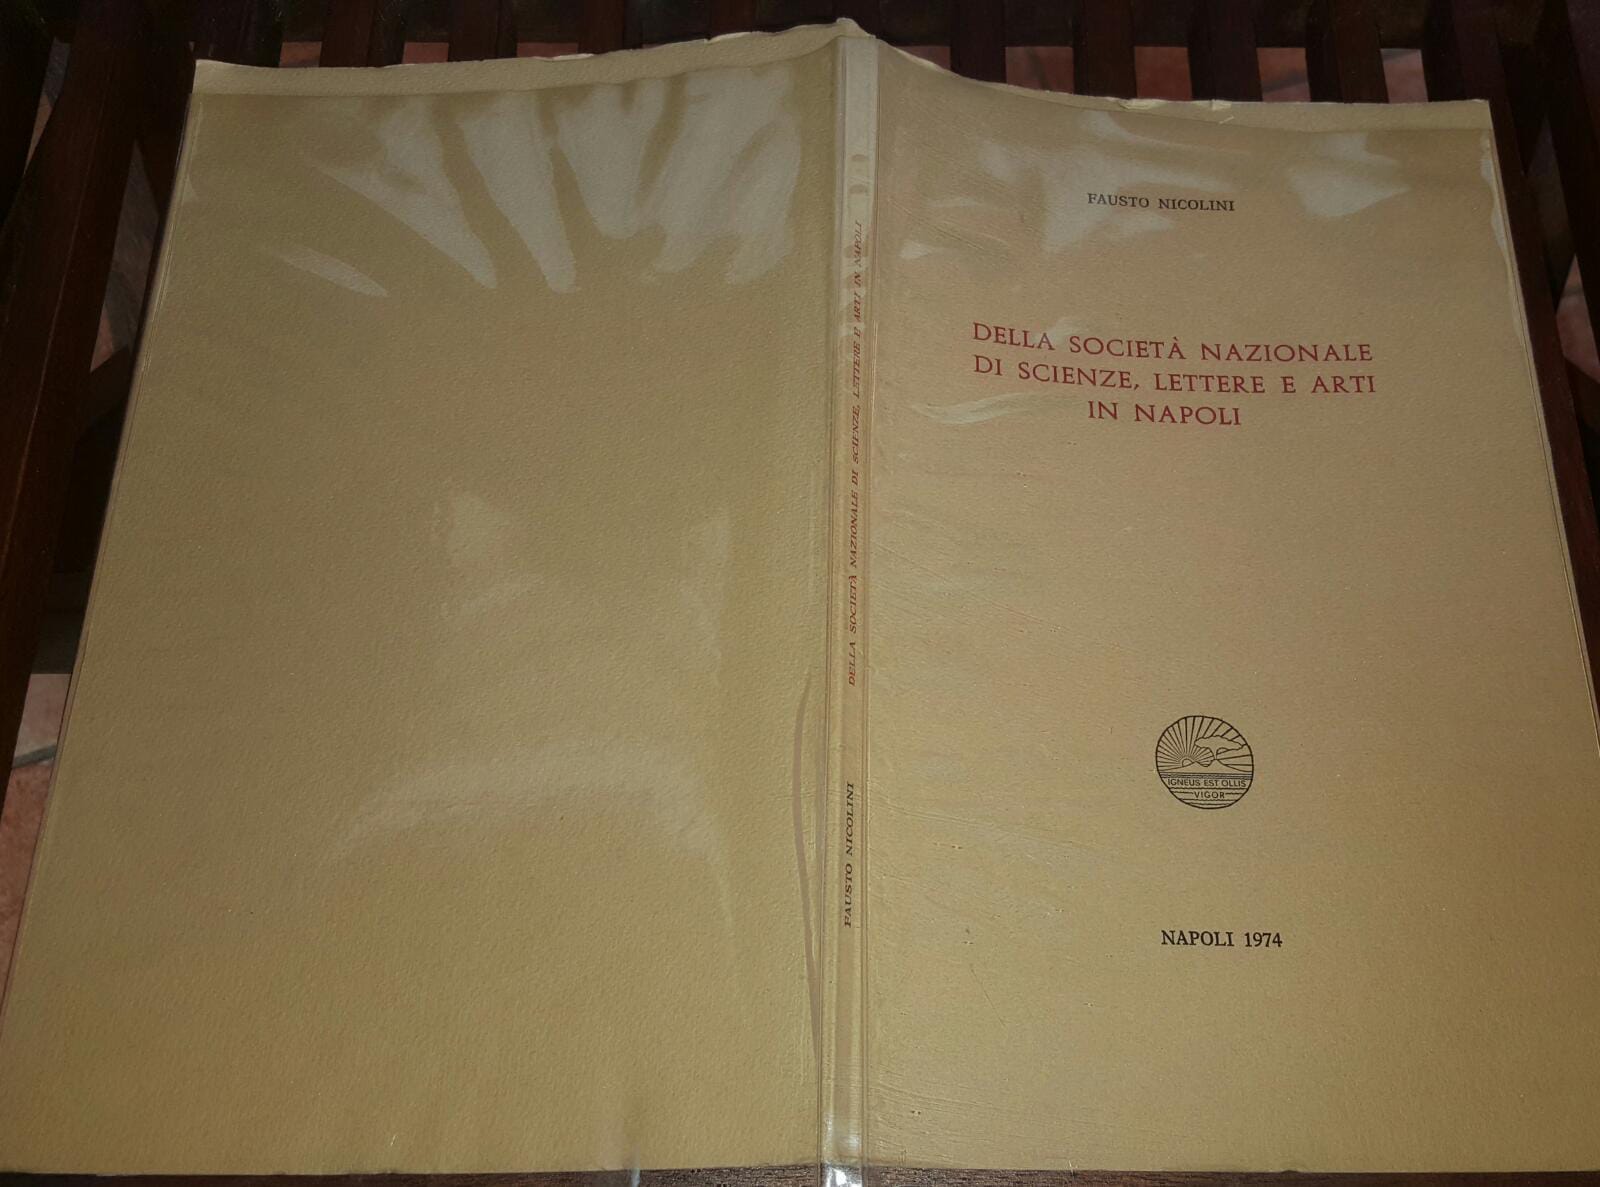 FAUSTO NICOLINI
DELLA SOCIETÀ NAZIONALE
DI SCIENZE, LETTERE E ARTI
IN NAPOLI
IGNEUS EST OLLIS
VIGOR
NAPOLI 1974
FAUSTO NICOLINI DELLA SOCIETÀ NAZIONALE DI SCIENZE, LETTERE E ARTI IN NAPOLI